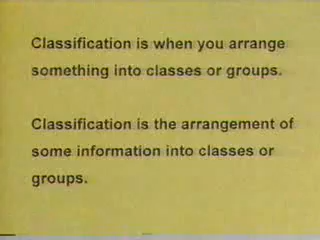 Classification is when you arrange
something into classes or groups.
Classification is the arrangement of
some information into classes or
groups.